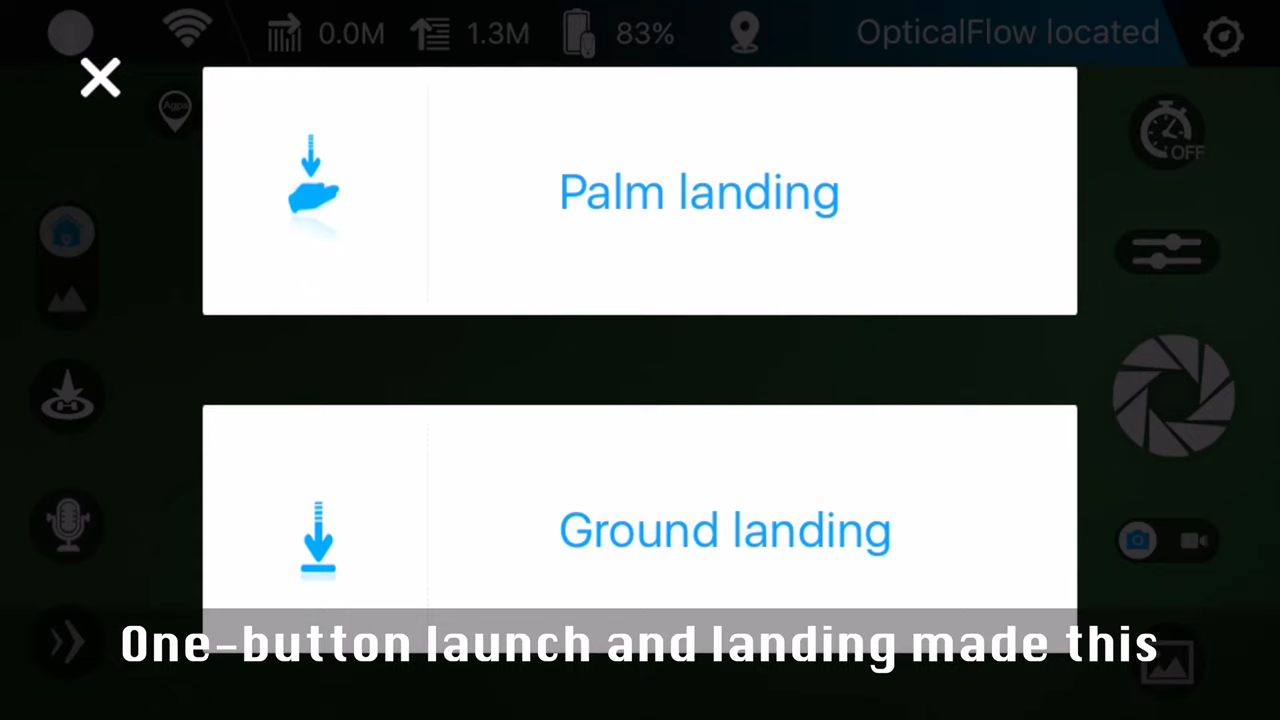 0.0M 1.3M 83% OpticalFlow located
Agps
OFF
Palm landing
Ground landing
One-button launch and landing made this